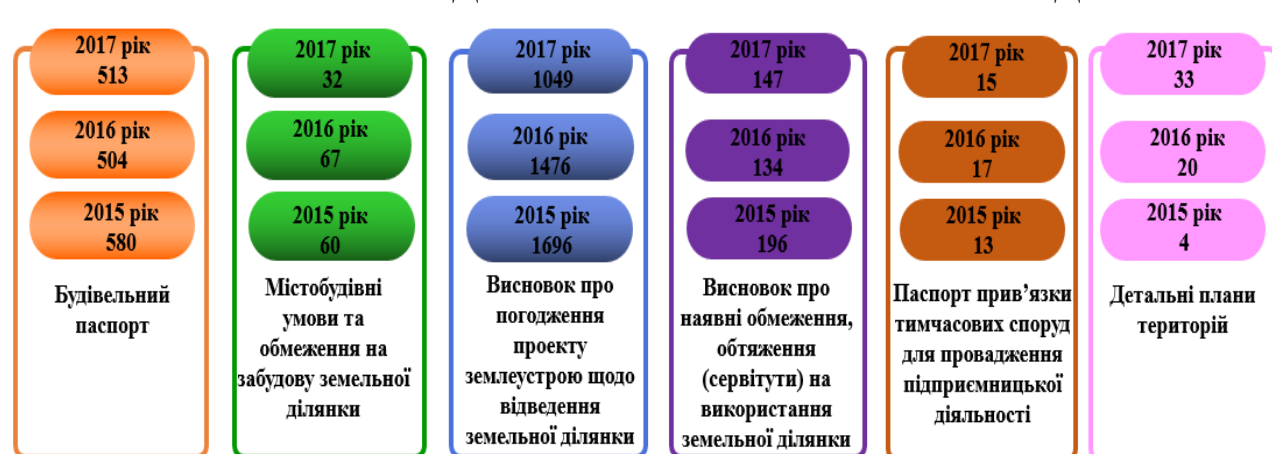 2017 рік
513
2016 рік
504
2015 рік
580
Будівельний
паспорт
2017 рік
32
2016 рік
67
2015 рік
60
Містобудівні
умови та
обмеження на
забудову земельної
ділянки
2017 рік
1049
2016 рік
1476
2015 рік
1696
Висновок про
погодження
проекту
землеустрою щодо
відведення
земельної ділянки
2017 рік
147
2016 рік
134
2015 рік
196
Висновок про
наявні обмеження,
обтяження
(сервітути) на
використання
земельної ділянки
2017 рік
15
2016 рік
17
2015 рік
13
Паспорт прив’язки
тимчасових споруд
для провадження
підприємницької
діяльності
2017 рік
33
2016 рік
20
2015 рік
4
Детальні плани
територій